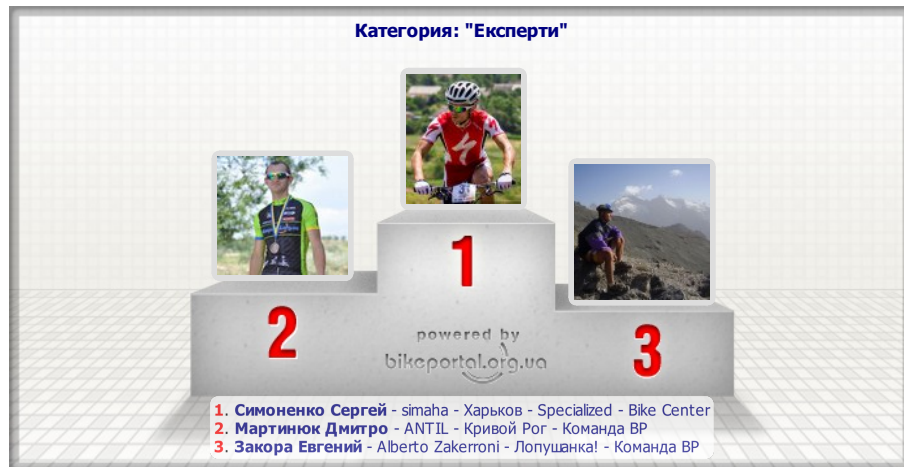 Категория: "Експерти"
1
2
3
powered by
bikeportal.org.ua
1. Симоненко Сергей - simaha - Харьков - Specialized - Bike Center
2. Мартинюк Дмитро - ANTIL - Кривой Рог - Команда ВР
3. Закора Евгений - Alberto Zakerroni - Лопушанка! - Команда ВР